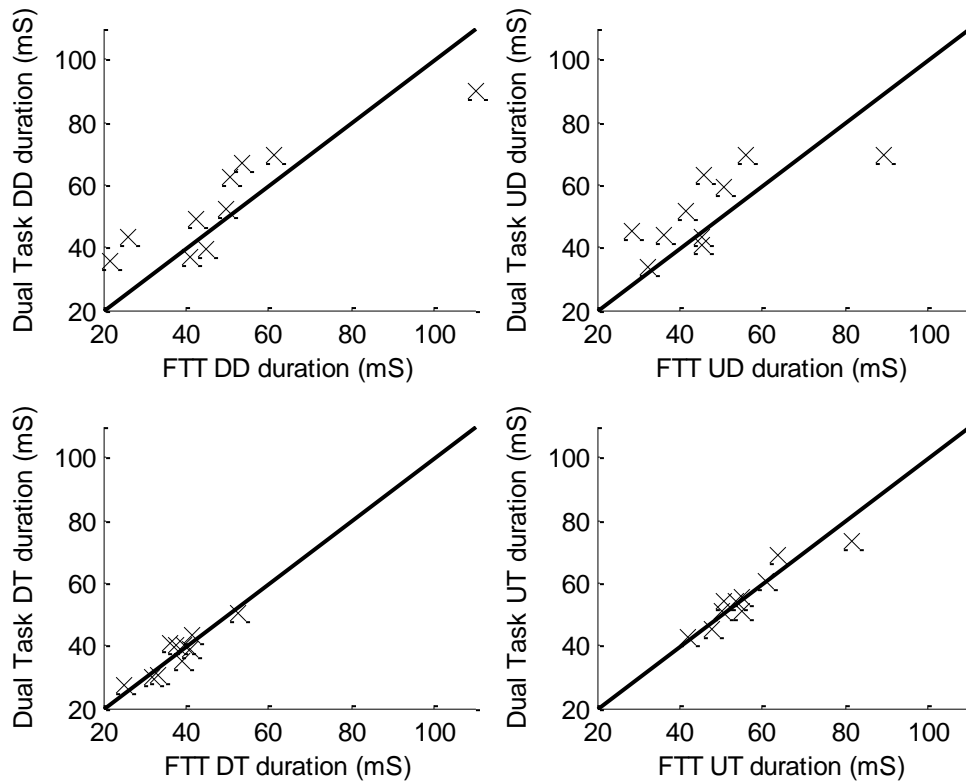 Dual Task DD duration (mS)
100
80
60
40
20
20 40 60 80 100
FTT DD duration (mS)
Dual Task UD duration (mS)
100
80
60
40
20
20 40 60 80 100
FTT UD duration (mS)
Dual Task DT duration (mS)
100
80
60
40
20
20 40 60 80 100
FTT DT duration (mS)
Dual Task UT duration (mS)
100
80
60
40
20
20 40 60 80 100
FTT UT duration (mS)